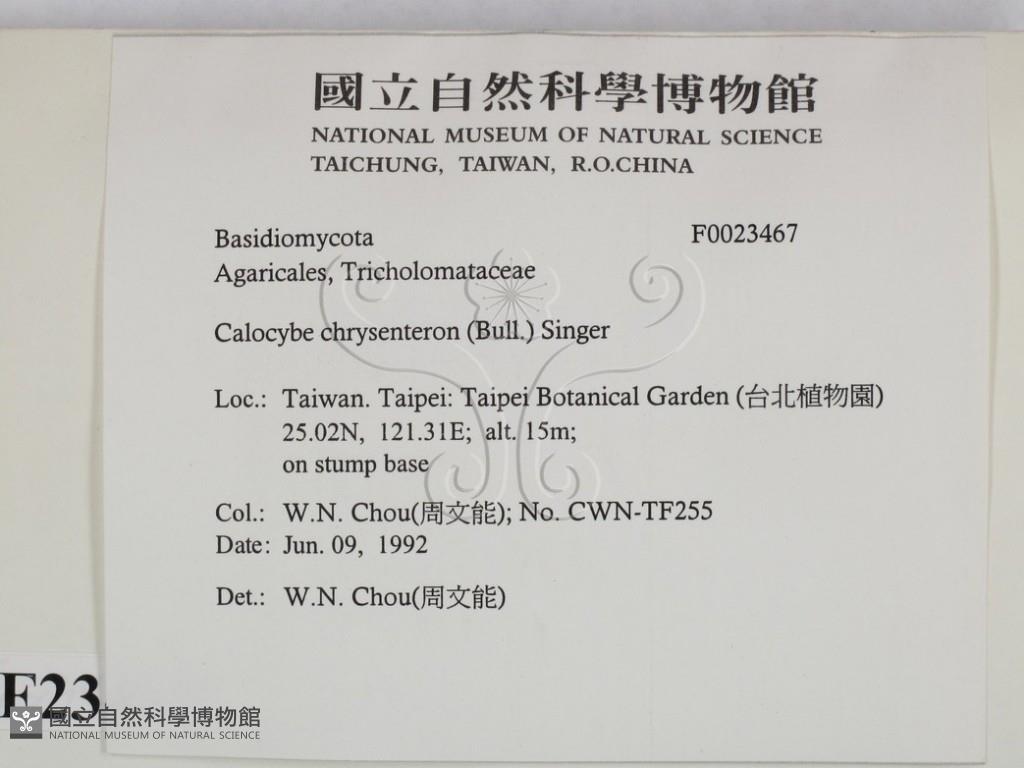 國立自然科學博物館
NATIONAL MUSEUM OF NATURAL SCIENCE
TAICHUNG, TAIWAN, R.O.CHINA
Basidiomycota F0023467
Agaricales, Tricholomataceae
Calocybe chrysenteron (Bull.) Singer
Loc.: Taiwan. Taipei: Taipei Botanical Garden (台北植物園)
25.02N, 121.31E; alt. 15m;
on stump base
Col.: W.N. Chou(周文能); No. CWN-TF255
Date: Jun. 09, 1992
Det.: W.N. Chou(周文能)
F23
國立自然科學博物館
NATIONAL MUSEUM OF NATURAL SCIENCE